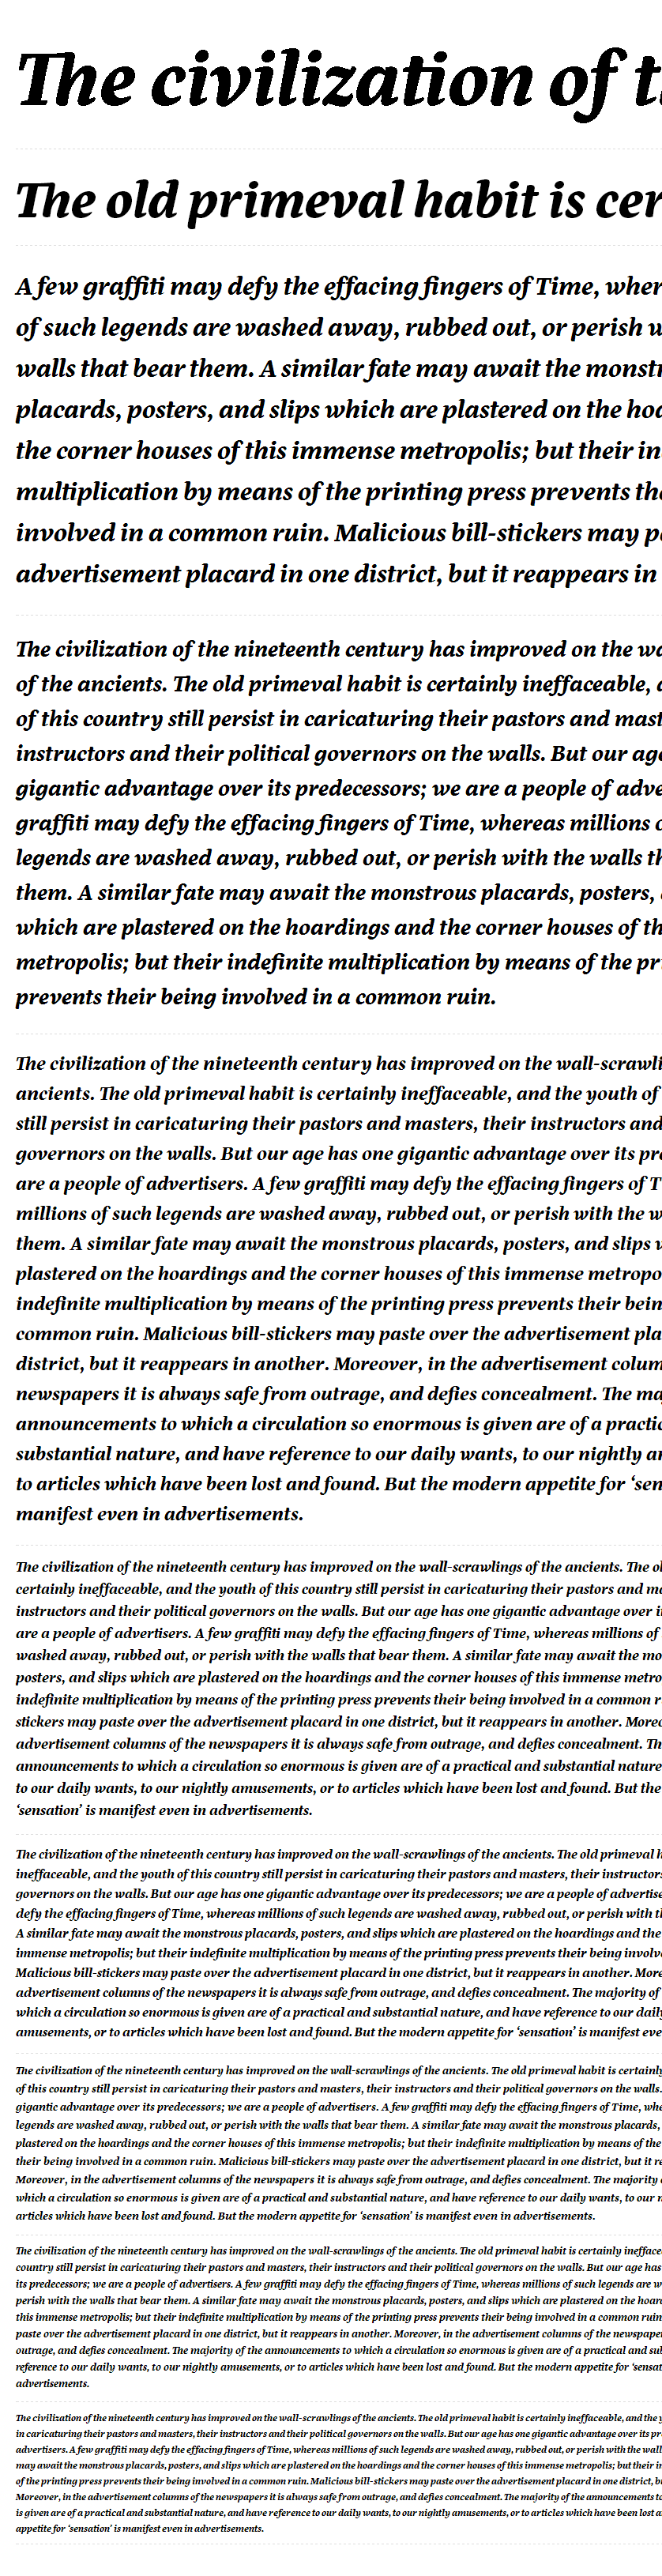 The civilization of t
The old primeval habit is cer
A few graffiti may defy the effacing fingers of Time, wher
of such legends are washed away, rubbed out, or perish w
walls that bear them. A similar fate may await the monstr
placards, posters, and slips which are plastered on the hoa
the corner houses of this immense metropolis; but their in
multiplication by means of the printing press prevents the
involved in a common ruin. Malicious bill-stickers may pa
advertisement placard in one district, but it reappears in
The civilization of the nineteenth century has improved on the wa
of the ancients. The old primeval habit is certainly ineffaceable, a
of this country still persist in caricaturing their pastors and mast
instructors and their political governors on the walls. But our age
gigantic advantage over its predecessors; we are a people of adve
graffiti may defy the effacing fingers of Time, whereas millions o
legends are washed away, rubbed out, or perish with the walls th
them. A similar fate may await the monstrous placards, posters,
which are plastered on the hoardings and the corner houses of th
metropolis; but their indefinite multiplication by means of the pri
prevents their being involved in a common ruin.
The civilization of the nineteenth century has improved on the wall-scrawli
ancients. The old primeval habit is certainly ineffaceable, and the youth of
still persist in caricaturing their pastors and masters, their instructors and
governors on the walls. But our age has one gigantic advantage over its pre
are a people of advertisers. A few graffiti may defy the effacing fingers of T
millions of such legends are washed away, rubbed out, or perish with the w
them. A similar fate may await the monstrous placards, posters, and slips w
plastered on the hoardings and the corner houses of this immense metropo
indefinite multiplication by means of the printing press prevents their bein
common ruin. Malicious bill-stickers may paste over the advertisement pla
district, but it reappears in another. Moreover, in the advertisement colum
newspapers it is always safe from outrage, and defies concealment. The ma
announcements to which a circulation so enormous is given are of a practic
substantial nature, and have reference to our daily wants, to our nightly an
to articles which have been lost and found. But the modern appetite for ‘sen
manifest even in advertisements.
The civilization of the nineteenth century has improved on the wall-scrawlings of the ancients. The ol
certainly ineffaceable, and the youth of this country still persist in caricaturing their pastors and ma
instructors and their political governors on the walls. But our age has one gigantic advantage over it
are a people of advertisers. A few graffiti may defy the effacing fingers of Time, whereas millions of
washed away, rubbed out, or perish with the walls that bear them. A similar fate may await the mo
posters, and slips which are plastered on the hoardings and the corner houses of this immense metro
indefinite multiplication by means of the printing press prevents their being involved in a common r
stickers may paste over the advertisement placard in one district, but it reappears in another. Moreo
advertisement columns of the newspapers it is always safe from outrage, and defies concealment. Th
announcements to which a circulation so enormous is given are of a practical and substantial nature
to our daily wants, to our nightly amusements, or to articles which have been lost and found. But the
‘sensation’ is manifest even in advertisements.
The civilization of the nineteenth century has improved on the wall-scrawlings of the ancients. The old primeval h
ineffaceable, and the youth of this country still persist in caricaturing their pastors and masters, their instructors
governors on the walls. But our age has one gigantic advantage over its predecessors; we are a people of advertise
defy the effacing fingers of Time, whereas millions of such legends are washed away, rubbed out, or perish with th
A similar fate may await the monstrous placards, posters, and slips which are plastered on the hoardings and the
immense metropolis; but their indefinite multiplication by means of the printing press prevents their being involve
Malicious bill-stickers may paste over the advertisement placard in one district, but it reappears in another. More
advertisement columns of the newspapers it is always safe from outrage, and defies concealment. The majority of
which a circulation so enormous is given are of a practical and substantial nature, and have reference to our daily
amusements, or to articles which have been lost and found. But the modern appetite for ‘sensation’ is manifest eve
The civilization of the nineteenth century has improved on the wall-scrawlings of the ancients. The old primeval habit is certainly
of this country still persist in caricaturing their pastors and masters, their instructors and their political governors on the walls.
gigantic advantage over its predecessors; we are a people of advertisers. A few graffiti may defy the effacing fingers of Time, whe
legends are washed away, rubbed out, or perish with the walls that bear them. A similar fate may await the monstrous placards,
plastered on the hoardings and the corner houses of this immense metropolis; but their indefinite multiplication by means of the
their being involved in a common ruin. Malicious bill-stickers may paste over the advertisement placard in one district, but it re
Moreover, in the advertisement columns of the newspapers it is always safe from outrage, and defies concealment. The majority
which a circulation so enormous is given are of a practical and substantial nature, and have reference to our daily wants, to our n
articles which have been lost and found. But the modern appetite for ‘sensation’ is manifest even in advertisements.
The civilization of the nineteenth century has improved on the wall-scrawlings of the ancients. The old primeval habit is certainly ineffacea
country still persist in caricaturing their pastors and masters, their instructors and their political governors on the walls. But our age has
its predecessors; we are a people of advertisers. A few graffiti may defy the effacing fingers of Time, whereas millions of such legends are w
perish with the walls that bear them. A similar fate may await the monstrous placards, posters, and slips which are plastered on the hoard
this immense metropolis; but their indefinite multiplication by means of the printing press prevents their being involved in a common ruin
paste over the advertisement placard in one district, but it reappears in another. Moreover, in the advertisement columns of the newspaper
outrage, and defies concealment. The majority of the announcements to which a circulation so enormous is given are of a practical and sub
reference to our daily wants, to our nightly amusements, or to articles which have been lost and found. But the modern appetite for ‘sensat
advertisements.
The civilization of the nineteenth century has improved on the wall-scrawlings of the ancients. The old primeval habit is certainly ineffaceable, and the y
in caricaturing their pastors and masters, their instructors and their political governors on the walls. But our age has one gigantic advantage over its pre
advertisers. A few graffiti may defy the effacing fingers of Time, whereas millions of such legends are washed away, rubbed out, or perish with the wall
may await the monstrous placards, posters, and slips which are plastered on the hoardings and the corner houses of this immense metropolis; but their in
of the printing press prevents their being involved in a common ruin. Malicious bill-stickers may paste over the advertisement placard in one district, bu
Moreover, in the advertisement columns of the newspapers it is always safe from outrage, and defies concealment. The majority of the announcements to
is given are of a practical and substantial nature, and have reference to our daily wants, to our nightly amusements, or to articles which have been lost a
appetite for ‘sensation’ is manifest even in advertisements.